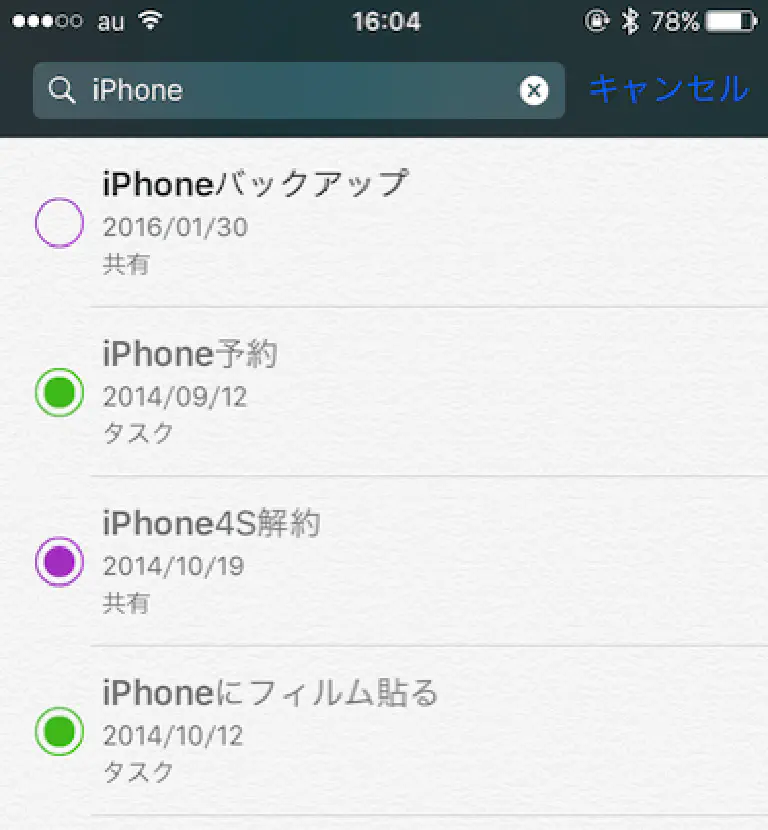 au 16:04 78%
iPhone キャンセル
iPhoneバックアップ
2016/01/30
共有
iPhone予約
2014/09/12
タスク
iPhone4S解約
2014/10/19
共有
iPhoneにフィルム貼る
2014/10/12
タスク